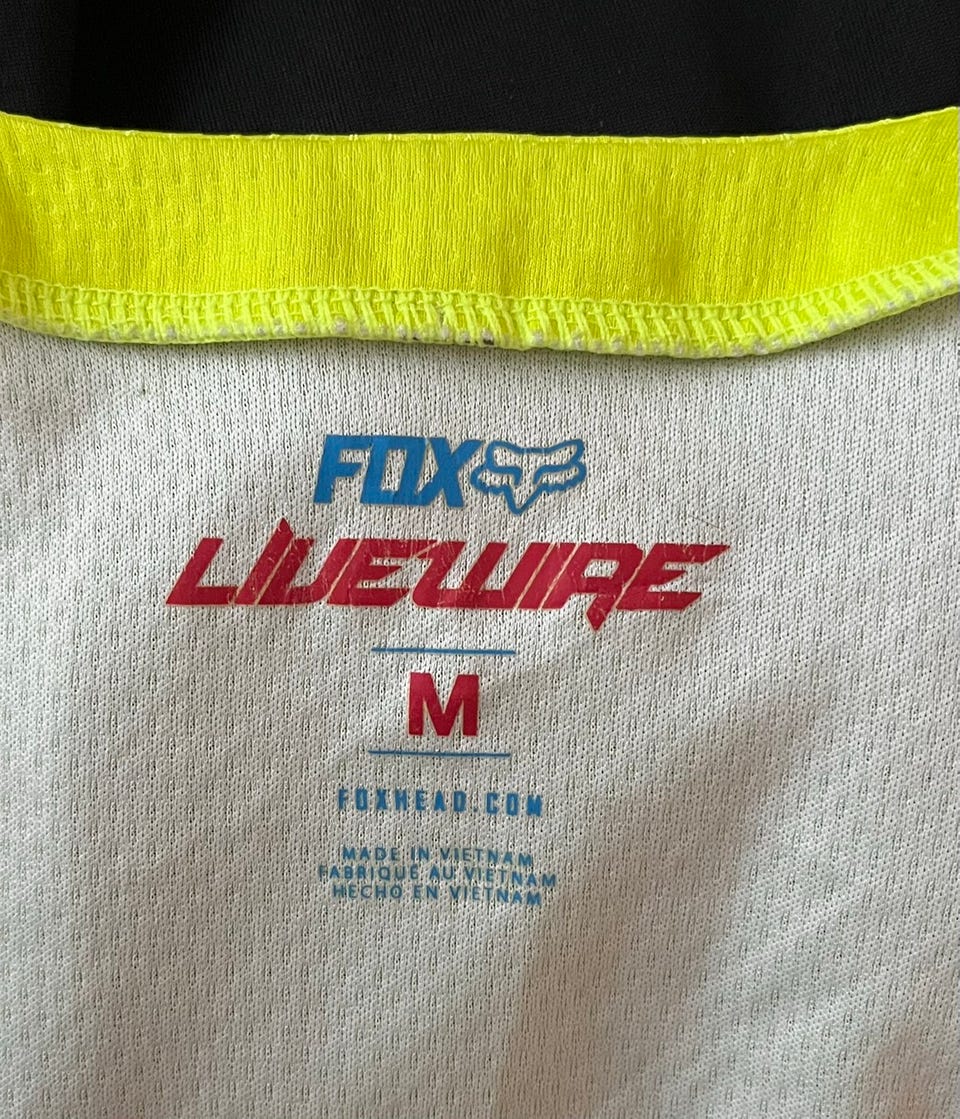 FOX
LIVEWIRE
M
FOXHEAD.COM
MADE IN VIETNAM
FABRIQUE AU VIETNAM
HECHO EN VIETNAM